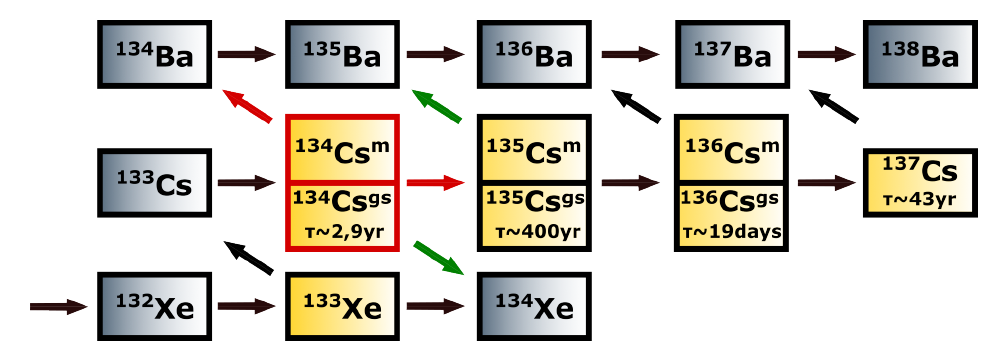 ¹³⁴Ba
¹³⁵Ba
¹³⁶Ba
¹³⁷Ba
¹³⁸Ba
¹³³Cs
¹³⁴Csᵐ
¹³⁴Csᵍˢ
τ~2,9yr
¹³⁵Csᵐ
¹³⁵Csᵍˢ
τ~400yr
¹³⁶Csᵐ
¹³⁶Csᵍˢ
τ~19days
¹³⁷Cs
τ~43yr
¹³²Xe
¹³³Xe
¹³⁴Xe